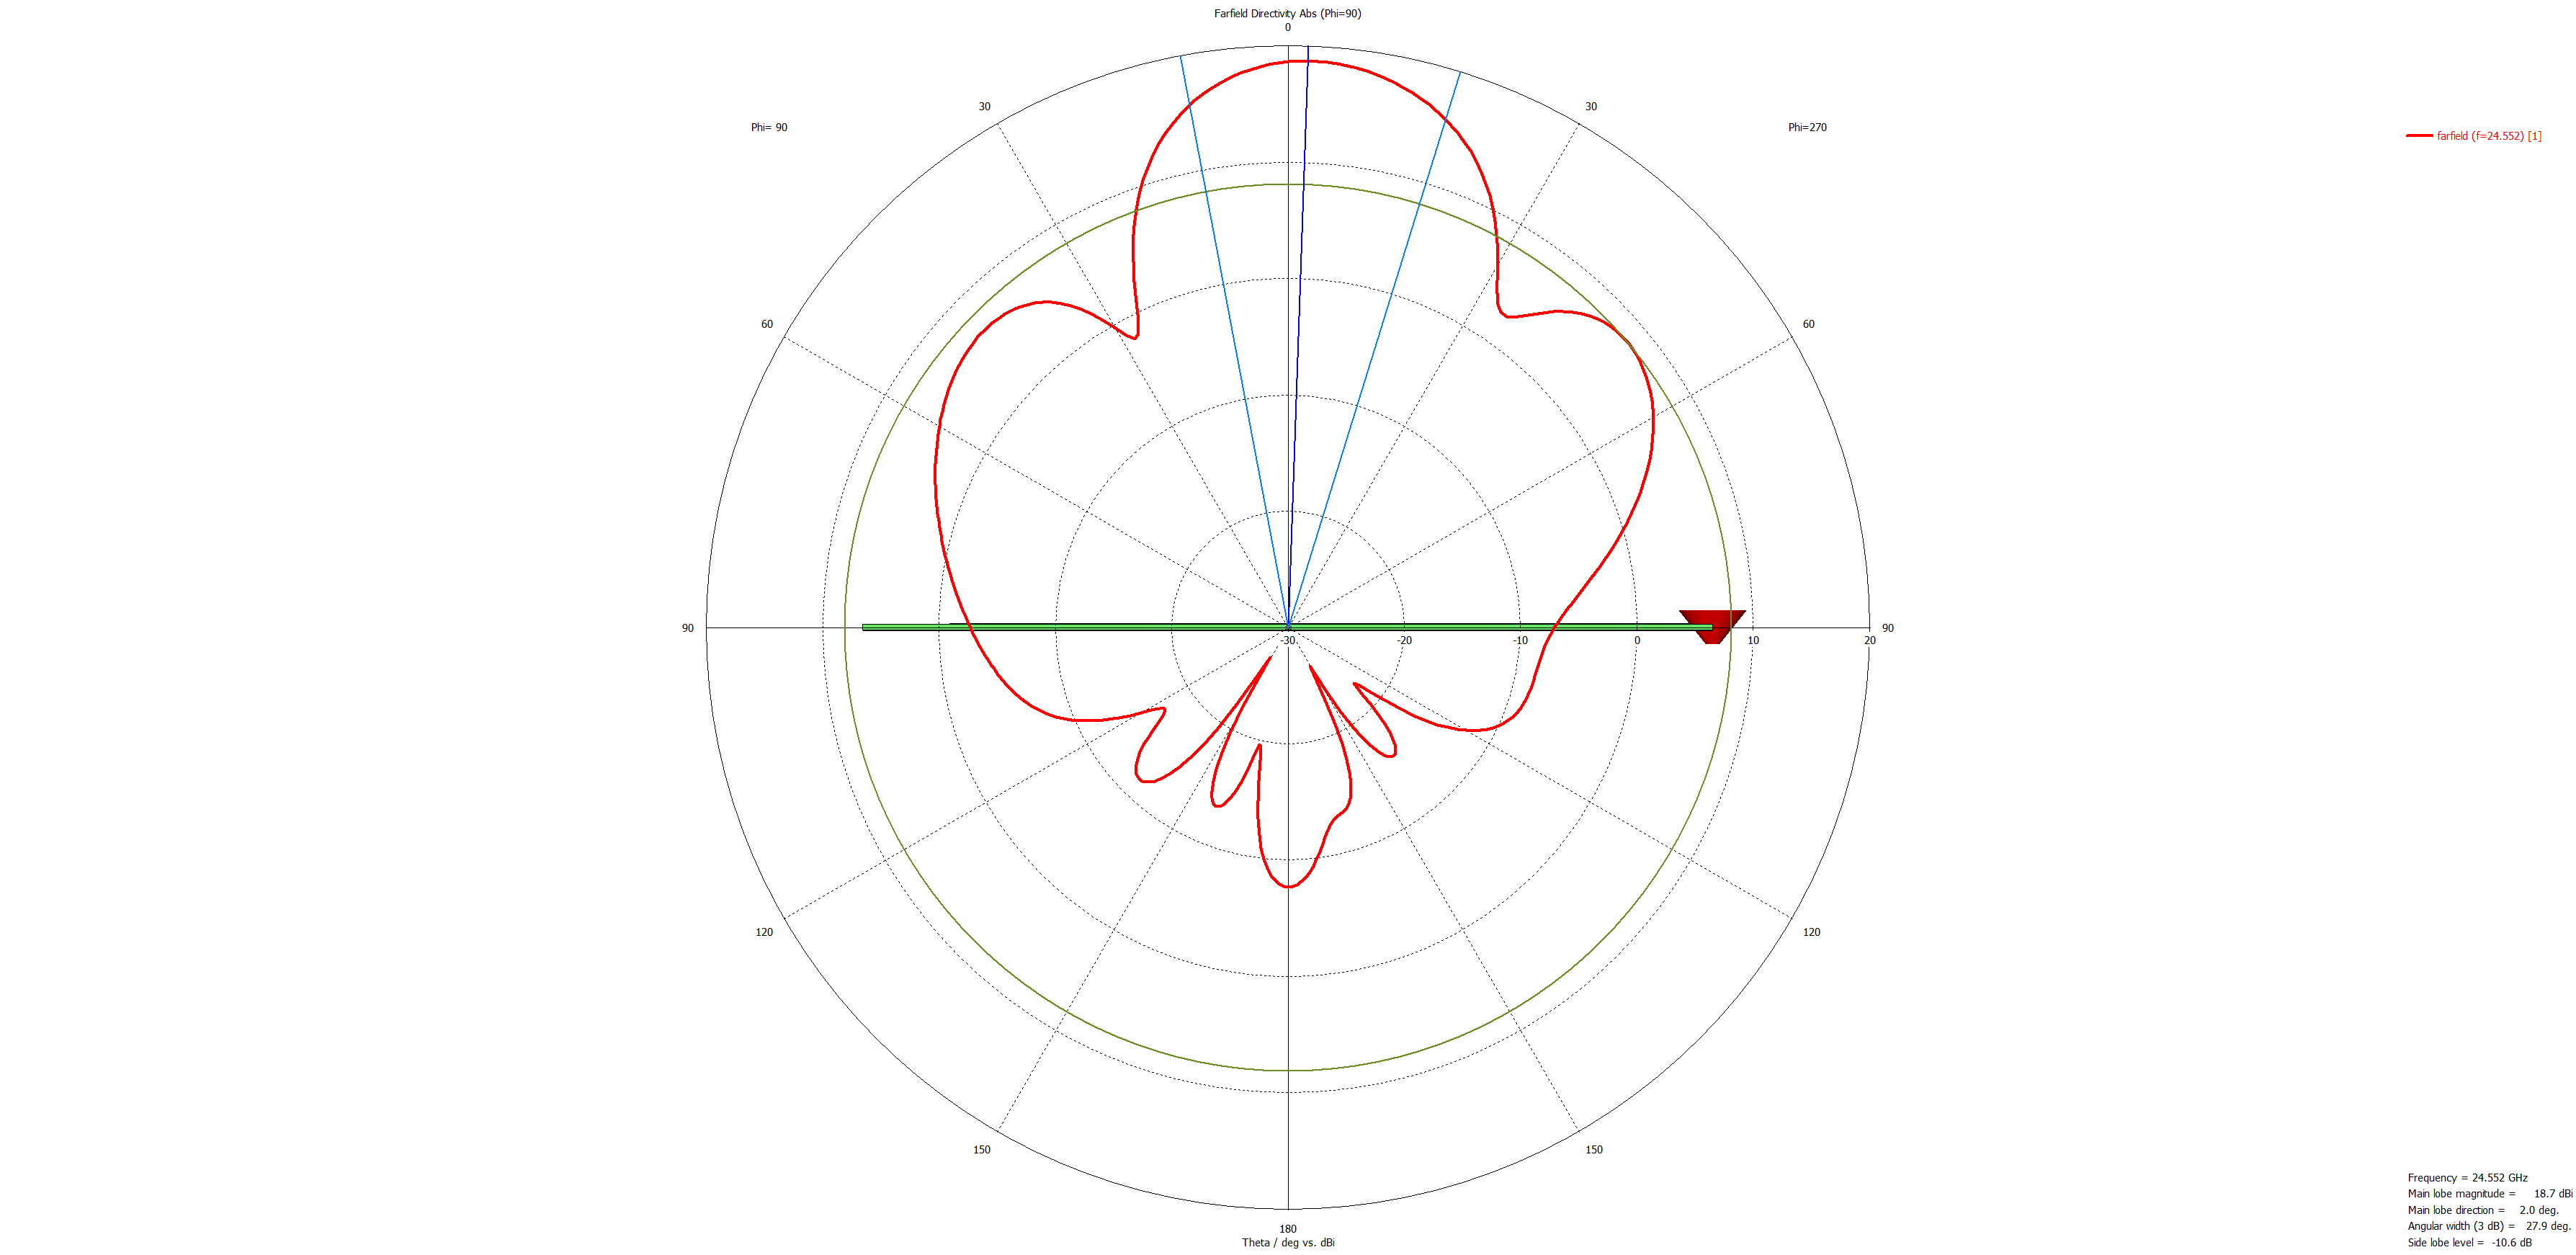 Farfield Directivity Abs (Phi=90)
0
30
30
Phi= 90
Phi=270
farfield (f=24.552) [1]
60
60
90
90
-30
-20
-10
0
10
20
120
120
150
150
180
Theta / deg vs. dBi
Frequency = 24.552 GHz
Main lobe magnitude = 18.7 dBi
Main lobe direction = 2.0 deg.
Angular width (3 dB) = 27.9 deg.
Side lobe level = -10.6 dB